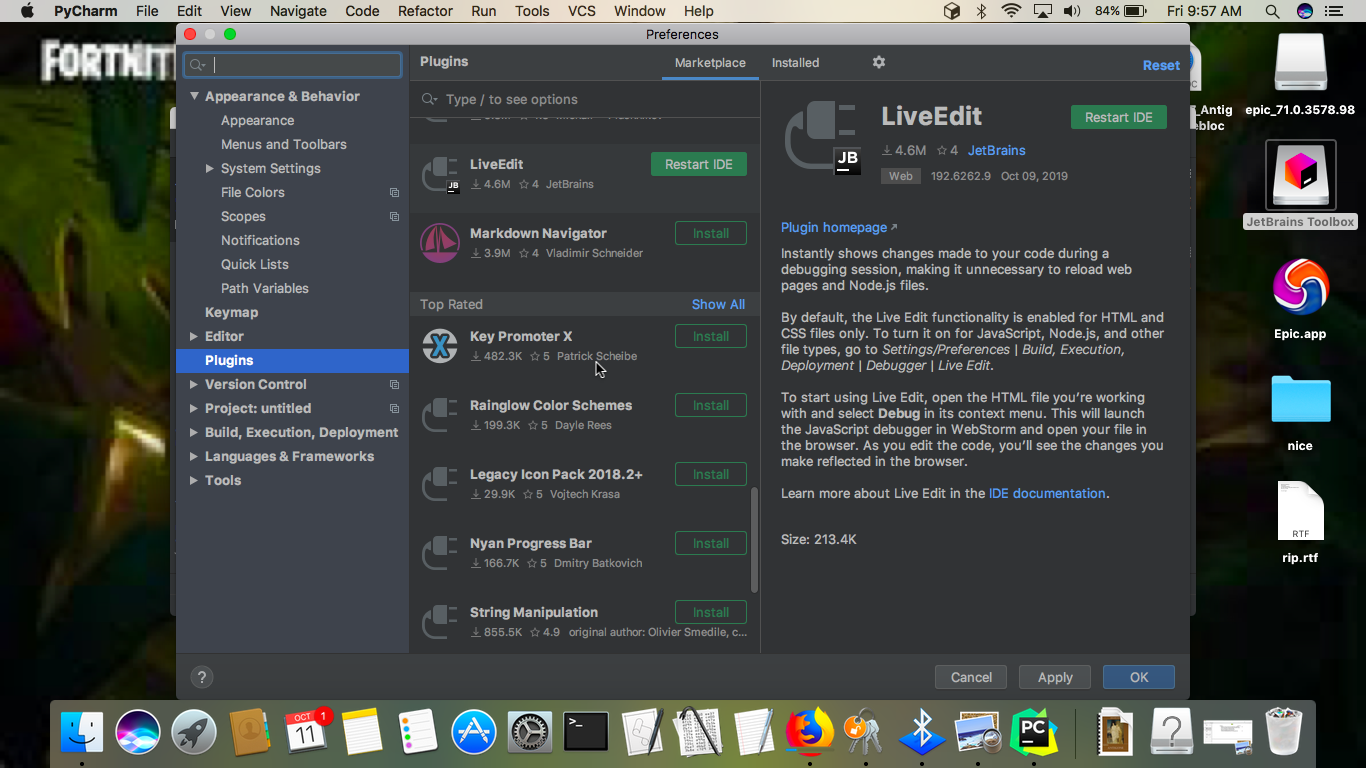 PyCharm File Edit View Navigate Code Refactor Run Tools VCS Window Help 84% Fri 9:57 AM
FORTNIT
Preferences
Plugins
Marketplace
Installed
Reset
Appearance & Behavior
Appearance
Menus and Toolbars
System Settings
File Colors
Scopes
Notifications
Quick Lists
Path Variables
Keymap
Editor
Plugins
Version Control
Project: untitled
Build, Execution, Deployment
Languages & Frameworks
Tools
Type / to see options
LiveEdit
Restart IDE
4.6M 4 JetBrains
JB
Markdown Navigator
Install
3.9M 4 Vladimir Schneider
Top Rated
Show All
Key Promoter X
Install
482.3K 5 Patrick Scheibe
Rainglow Color Schemes
Install
199.3K 5 Dayle Rees
Legacy Icon Pack 2018.2+
Install
29.9K 5 Vojtech Krasa
Nyan Progress Bar
Install
166.7K 5 Dmitry Batkovich
String Manipulation
Install
855.5K 4.9 original author: Olivier Smedile, c...
JB
LiveEdit
Restart IDE
4.6M 4 JetBrains
Web 192.6262.9 Oct 09, 2019
Plugin homepage
Instantly shows changes made to your code during a
debugging session, making it unnecessary to reload web
pages and Node.js files.
By default, the Live Edit functionality is enabled for HTML and
CSS files only. To turn it on for JavaScript, Node.js, and other
file types, go to Settings/Preferences | Build, Execution,
Deployment | Debugger | Live Edit.
To start using Live Edit, open the HTML file you're working
with and select Debug in its context menu. This will launch
the JavaScript debugger in WebStorm and open your file in
the browser. As you edit the code, you'll see the changes you
make reflected in the browser.
Learn more about Live Edit in the IDE documentation.
Size: 213.4K
?
Cancel
Apply
OK
_Antig
ebloc
epic_71.0.3578.98
JetBrains Toolbox
Epic.app
nice
RTF
rip.rtf
OCT
11
1
>_
PC
?